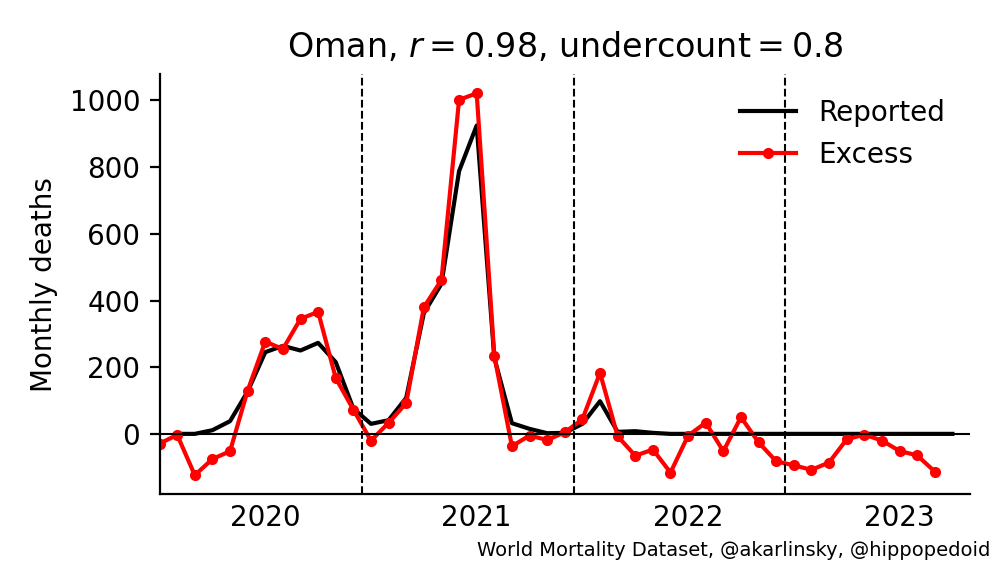 Oman, r = 0.98, undercount = 0.8
Monthly deaths
1000
800
600
400
200
0
Reported
Excess
2020 2021 2022 2023
World Mortality Dataset, @akarlinsky, @hippopedoid